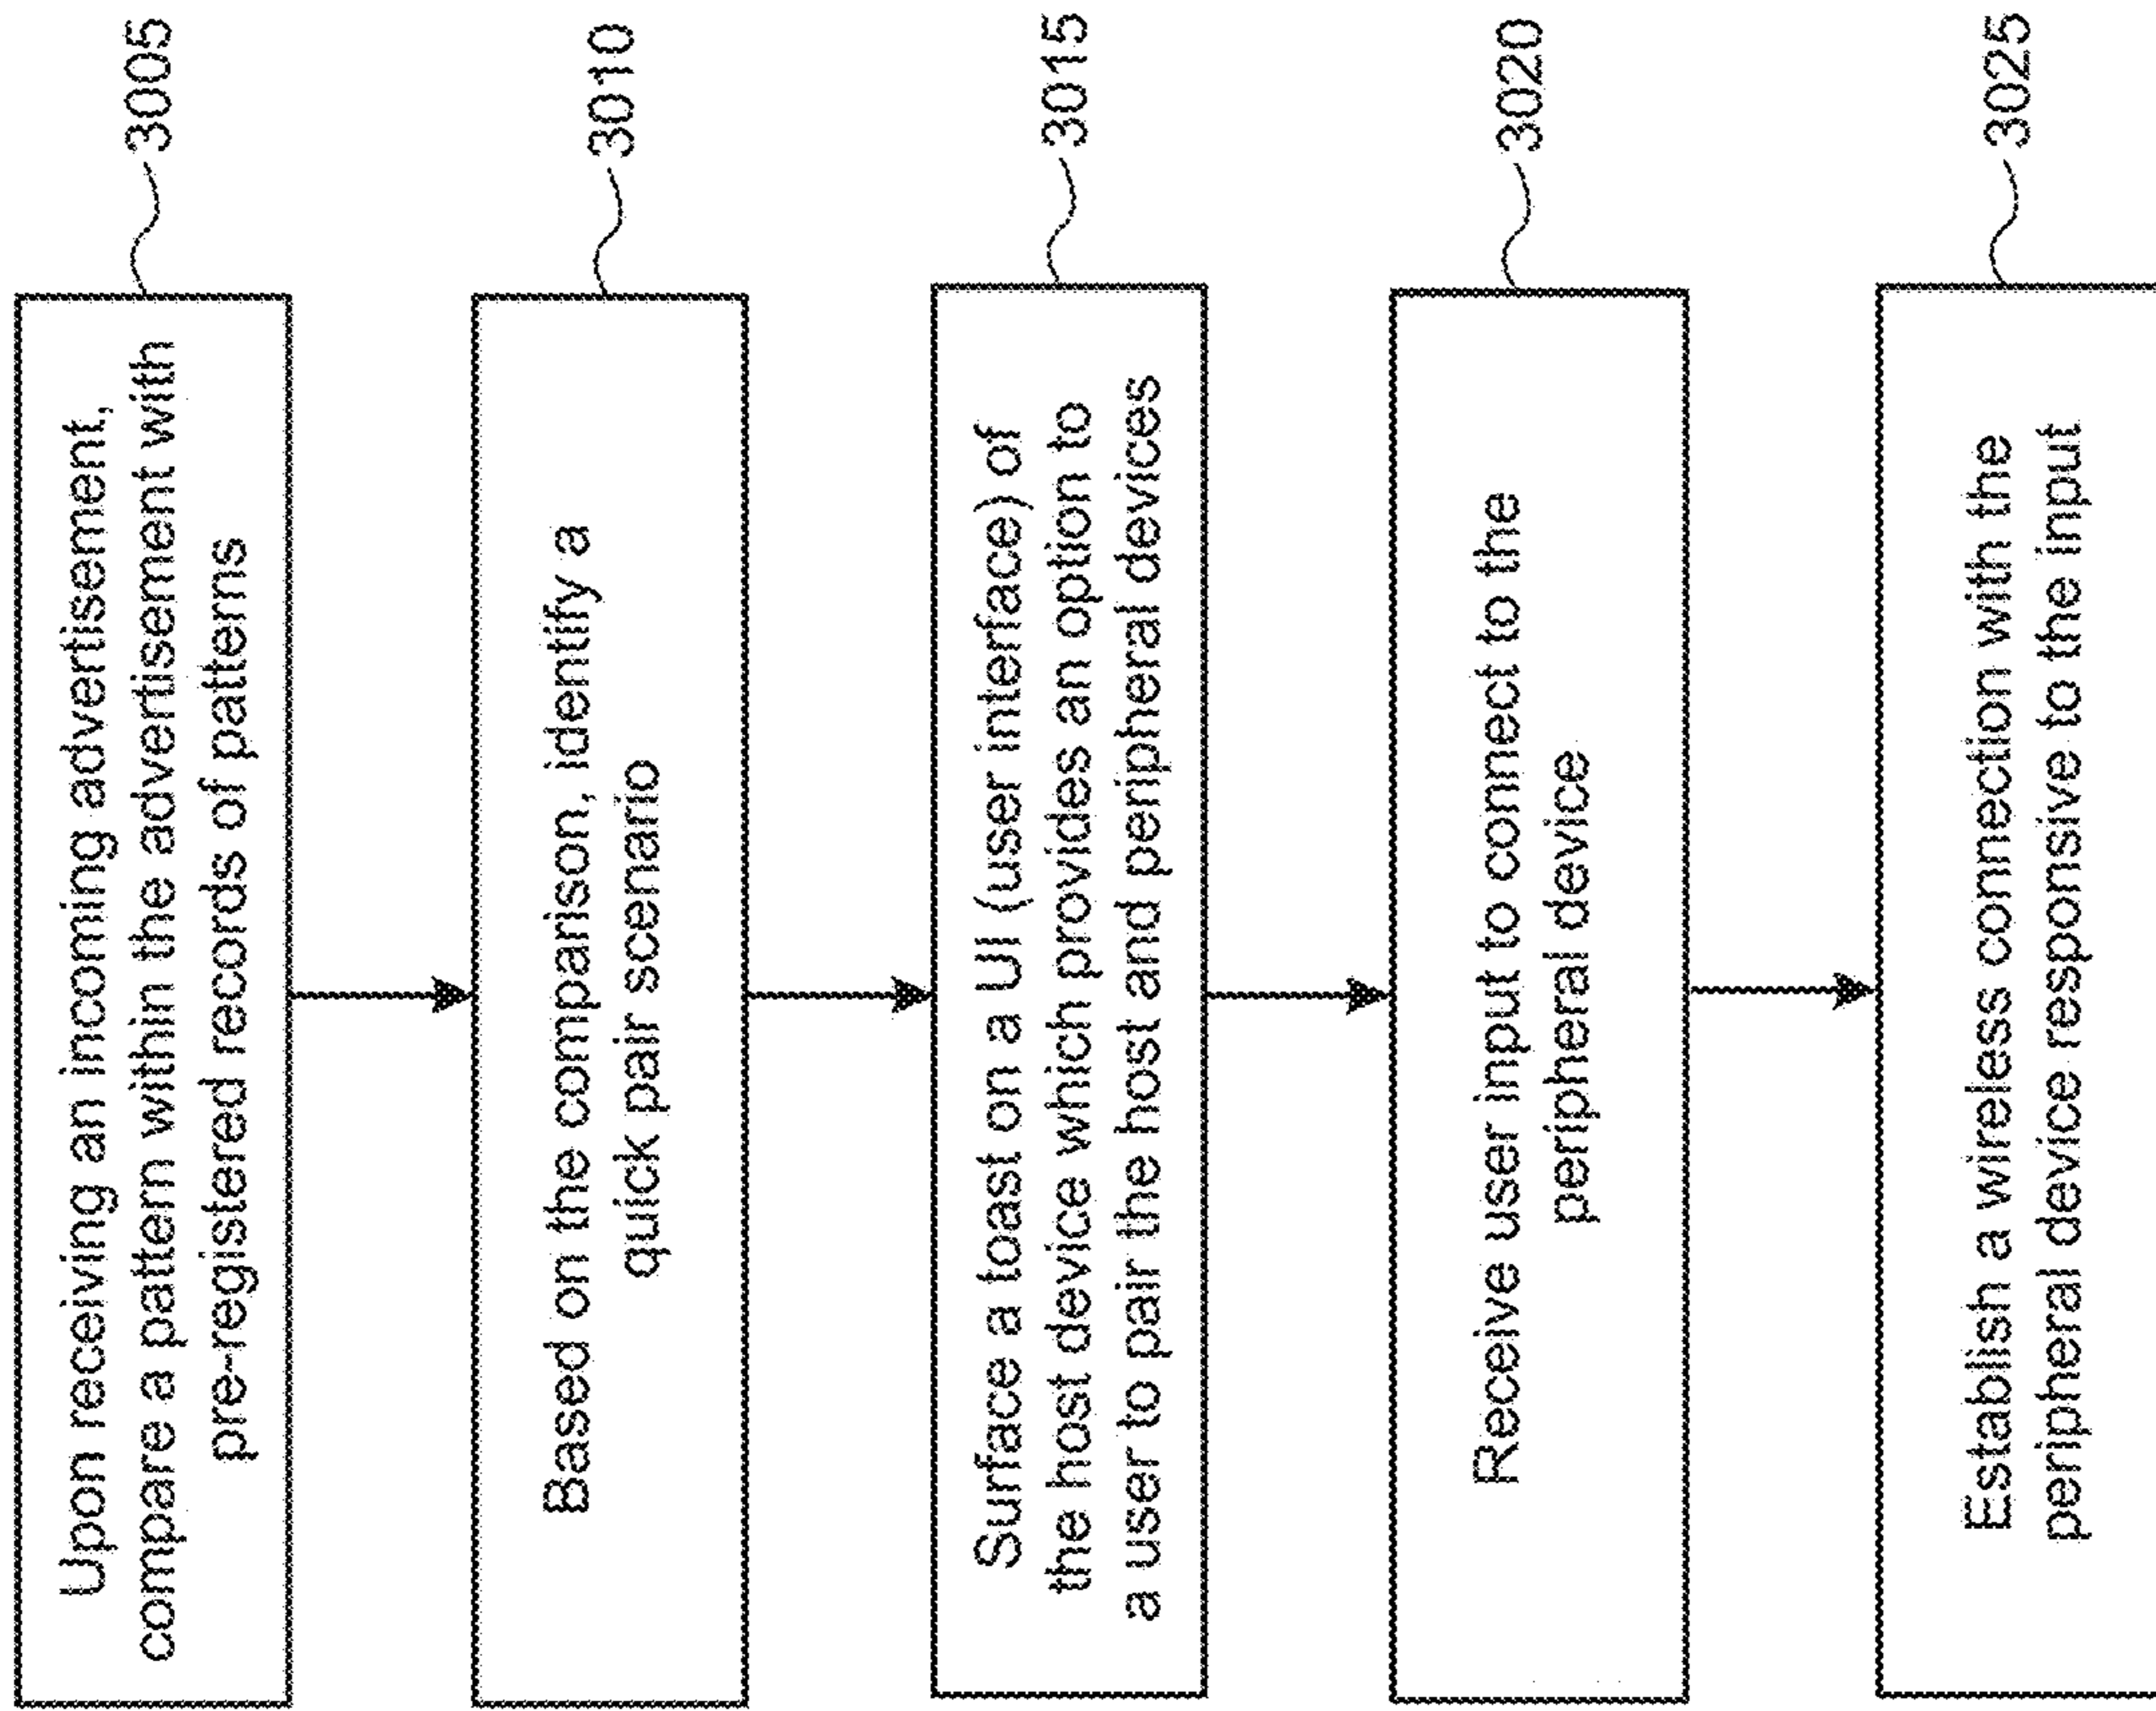 Upon receiving an incoming advertisement,
compare a pattern within the advertisement with
pre-registered records of patterns
3005
Based on the comparison, identify a
quick pair scenario
3010
Surface a toast on a UI (user interface) of
the host device which provides an option to
a user to pair the host and peripheral devices
3015
Receive user input to connect to the
peripheral device
3020
Establish a wireless connection with the
peripheral device responsive to the input
3025